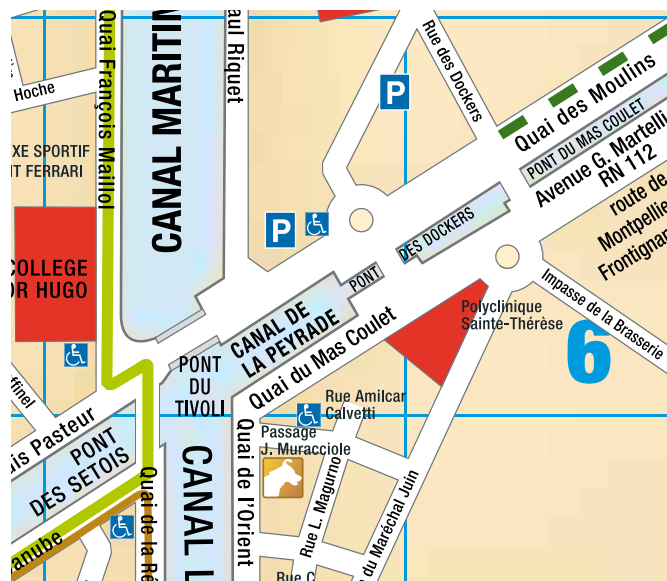 Quai François Maillol
CANAL MARITIM
aul Riquet
Rue des Dockers
Hoche
P
Quai des Moulins
PONT DU MAS COULET
Avenue G. Martelli
RN 112
route de
Montpellier
Frontignan
XE SPORTIF
T FERRARI
P
DES DOCKERS
PONT
COLLEGE
OR HUGO
Impasse de la Brasserie
Polyclinique
Sainte-Thérèse
6
CANAL DE
LA PEYRADE
Quai du Mas Coulet
PONT
DU
TIVOLI
ffinel
is Pasteur
PONT
DES SETOIS
Rue Amilcar
Calvetti
Passage
J. Muracciole
CANAL L
Quai de l'Orient
Quai de la Ré
Rue L. Magurno
e du Maréchal Juin
anube
Rue C